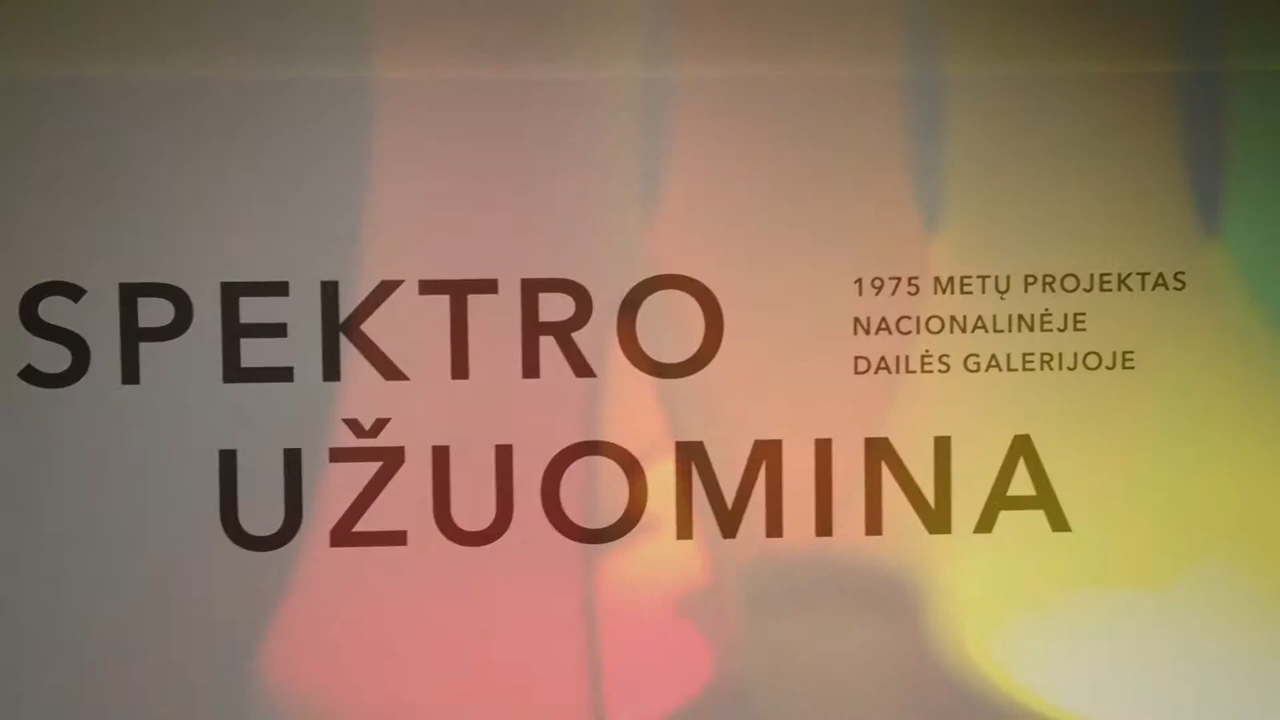 SPEKTRO
UŽUOMINA
1975 METŲ PROJEKTAS
NACIONALINĖJE
DAILĖS GALERIJOJE